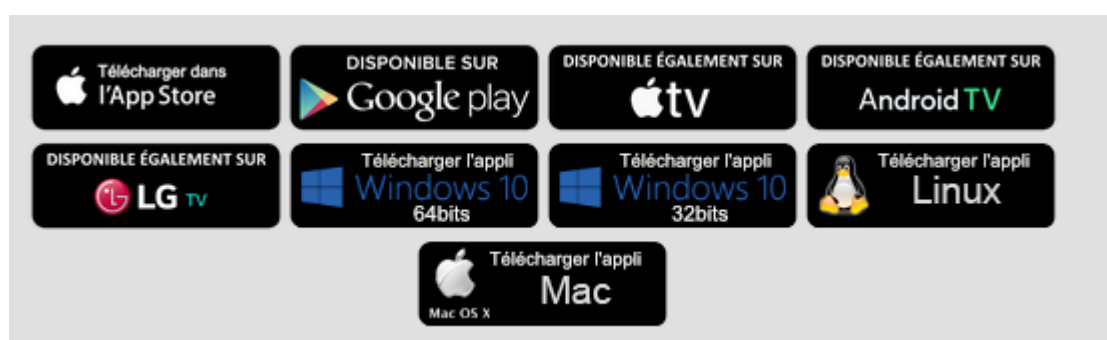 Télécharger dans
l'App Store
DISPONIBLE SUR
Google play
DISPONIBLE ÉGALEMENT SUR
tv
DISPONIBLE ÉGALEMENT SUR
Android TV
DISPONIBLE ÉGALEMENT SUR
LG TV
Télécharger l'appli
Windows 10
64bits
Télécharger l'appli
Windows 10
32bits
Télécharger l'appli
Linux
Télécharger l'appli
Mac
Mac OS X